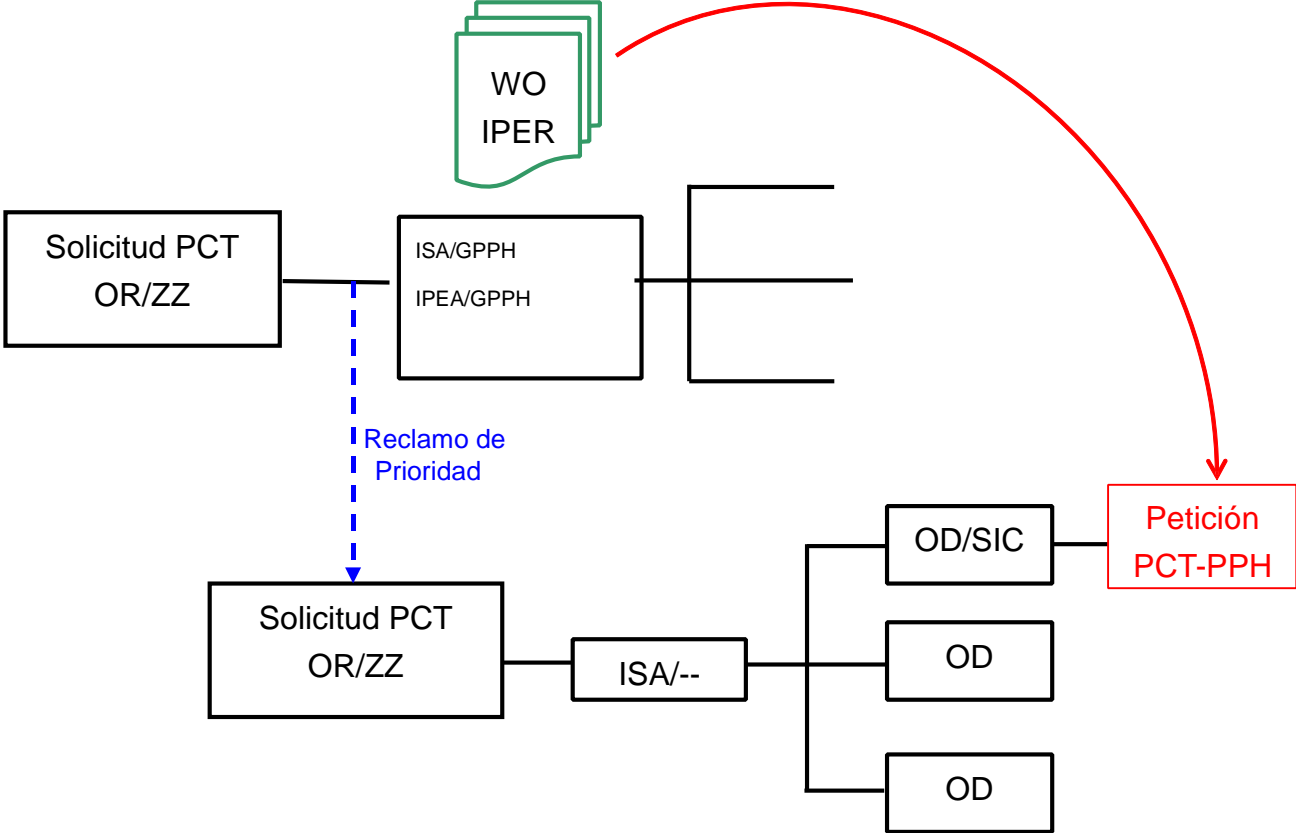 WO
IPER
Solicitud PCT
OR/ZZ
ISA/GPPH
IPEA/GPPH
Reclamo de
Prioridad
Solicitud PCT
OR/ZZ
ISA/--
OD/SIC
OD
OD
Petición
PCT-PPH